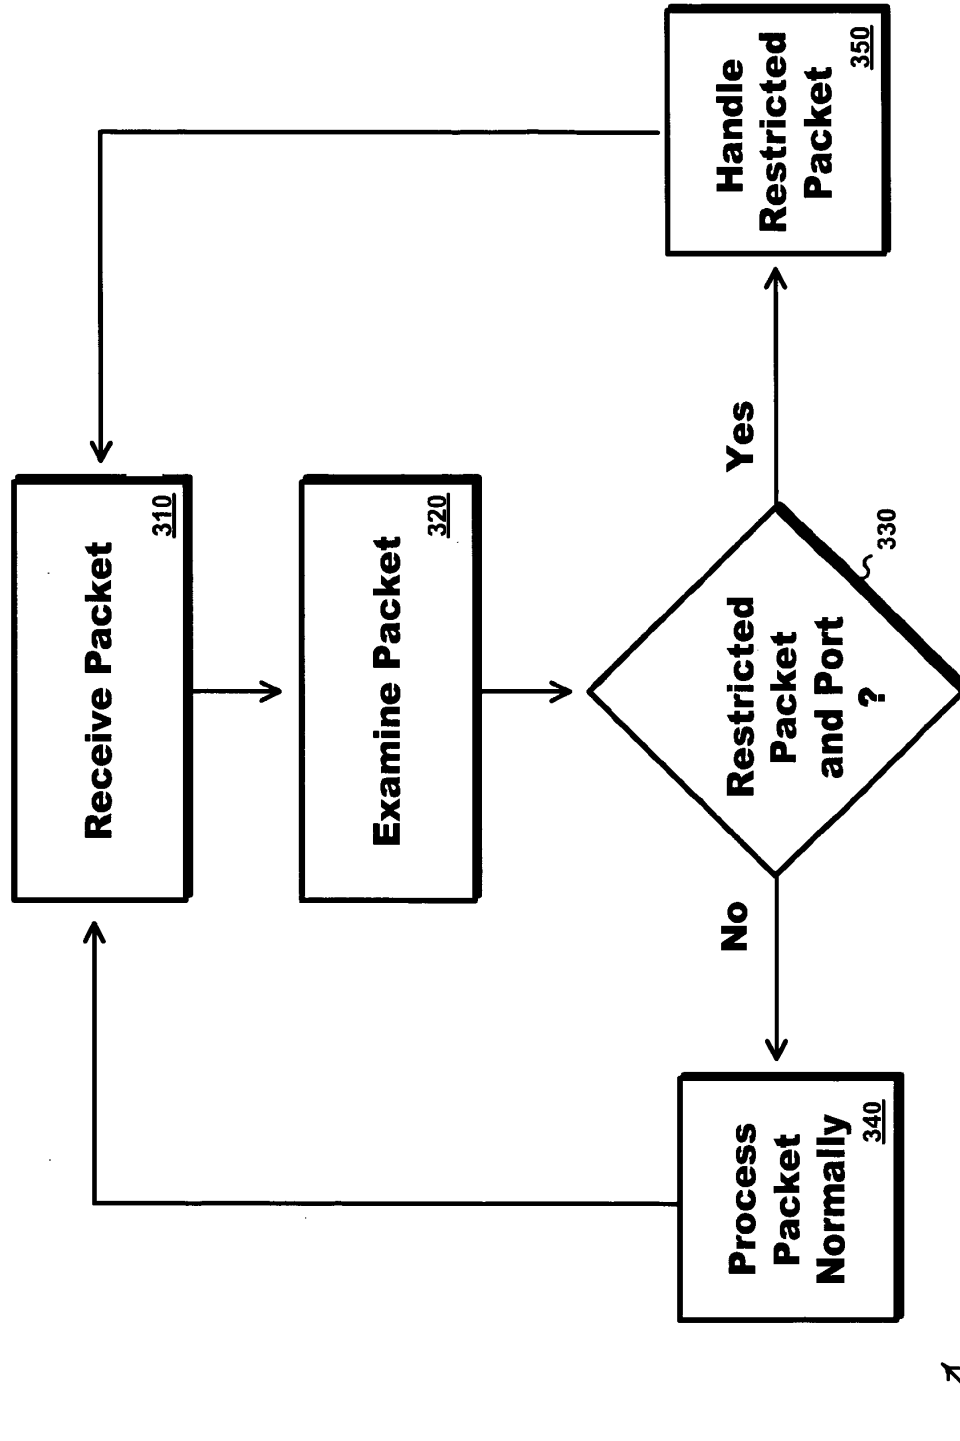 Receive Packet
310
Examine Packet
320
Restricted
Packet
and Port
?
330
No
Yes
Process
Packet
Normally
340
Handle
Restricted
Packet
350